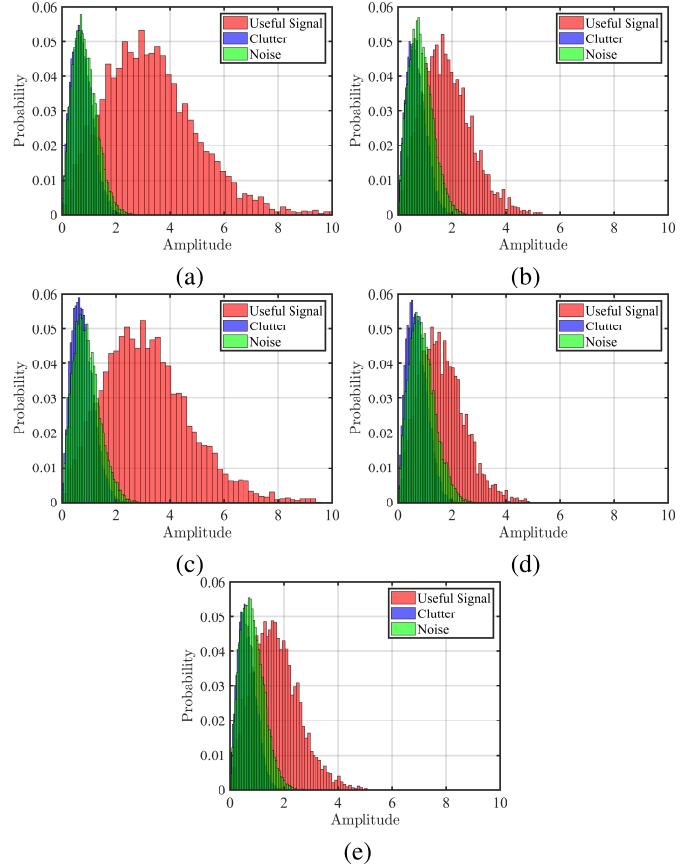 0.06
0.05
0.04
0.03
0.02
0.01
0
Probability
Useful Signal
Clutter
Noise
0 2 4 6 8 10
Amplitude
(a)
0.06
0.05
0.04
0.03
0.02
0.01
0
Probability
Useful Signal
Clutter
Noise
0 2 4 6 8 10
Amplitude
(b)
0.06
0.05
0.04
0.03
0.02
0.01
0
Probability
Useful Signal
Clutter
Noise
0 2 4 6 8 10
Amplitude
(c)
0.06
0.05
0.04
0.03
0.02
0.01
0
Probability
Useful Signal
Clutter
Noise
0 2 4 6 8 10
Amplitude
(d)
0.06
0.05
0.04
0.03
0.02
0.01
0
Probability
Useful Signal
Clutter
Noise
0 2 4 6 8 10
Amplitude
(e)